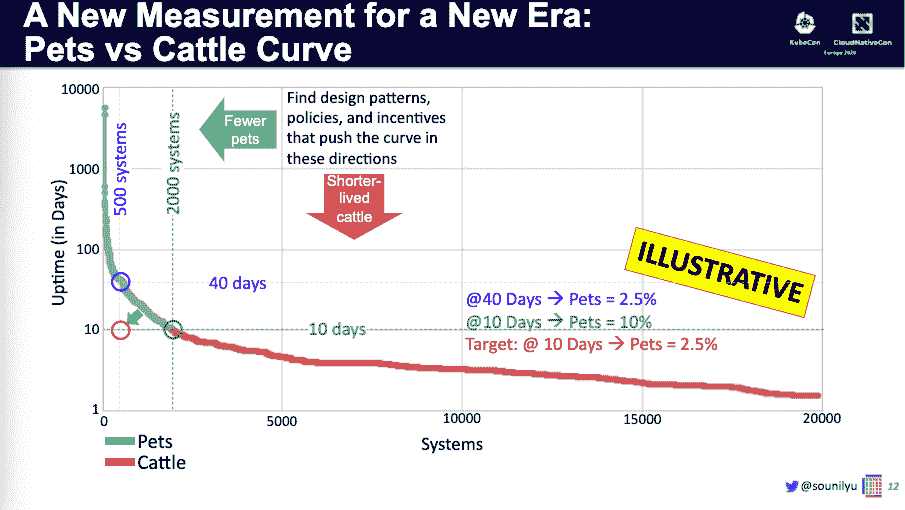 A New Measurement for a New Era:
Pets vs Cattle Curve
KubeCon
CloudNativeCon
Europe 2020
Uptime (in Days)
10000
1000
100
10
1
500 systems
2000 systems
Fewer
pets
Find design patterns,
policies, and incentives
that push the curve in
these directions
Shorter-
lived
cattle
ILLUSTRATIVE
40 days
10 days
@40 Days → Pets = 2.5%
@10 Days → Pets = 10%
Target: @ 10 Days → Pets = 2.5%
0
5000
10000
15000
20000
Systems
Pets
Cattle
@sounilyu
12